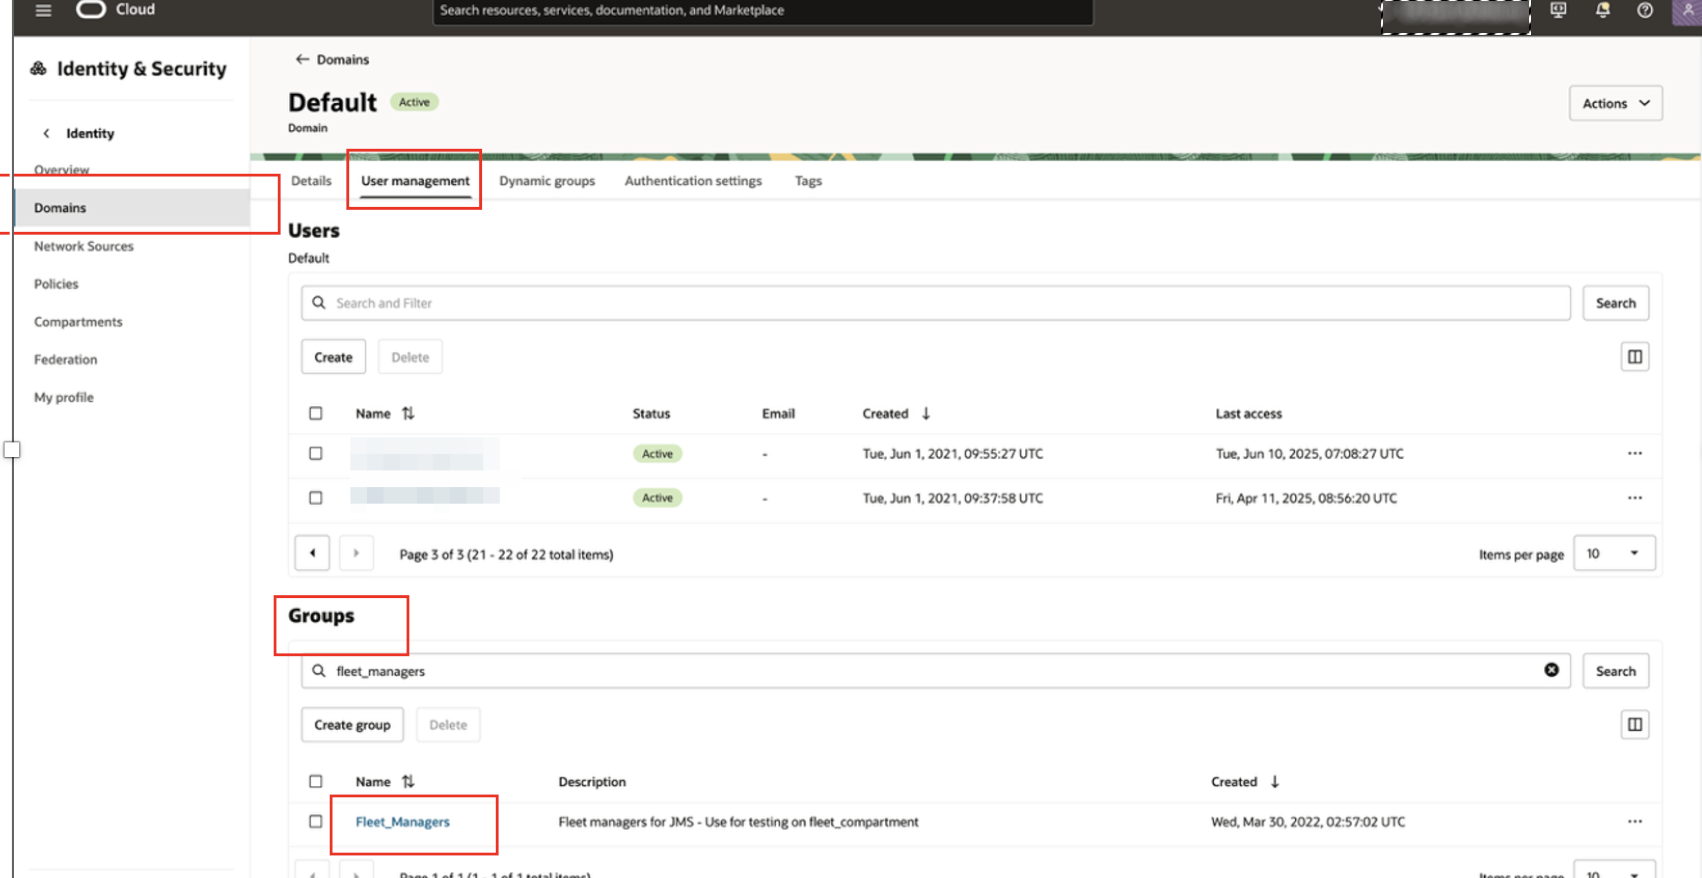 Cloud
Search resources, services, documentation, and Marketplace
Identity & Security
Identity
Overview
Domains
Network Sources
Policies
Compartments
Federation
My profile
Domains
Default Active
Domain
Actions
Details User management Dynamic groups Authentication settings Tags
Users
Default
Search and Filter Search
Create Delete
Name Status Email Created Last access
Active - Tue, Jun 1, 2021, 09:55:27 UTC Tue, Jun 10, 2025, 07:08:27 UTC
Active - Tue, Jun 1, 2021, 09:37:58 UTC Fri, Apr 11, 2025, 08:56:20 UTC
Page 3 of 3 (21 - 22 of 22 total items) Items per page 10
Groups
fleet_managers Search
Create group Delete
Name Description Created
Fleet_Managers Fleet managers for JMS - Use for testing on fleet_compartment Wed, Mar 30, 2022, 02:57:02 UTC
Page 1 of 1 (1 - 1 of 1 total items) Items per page 10